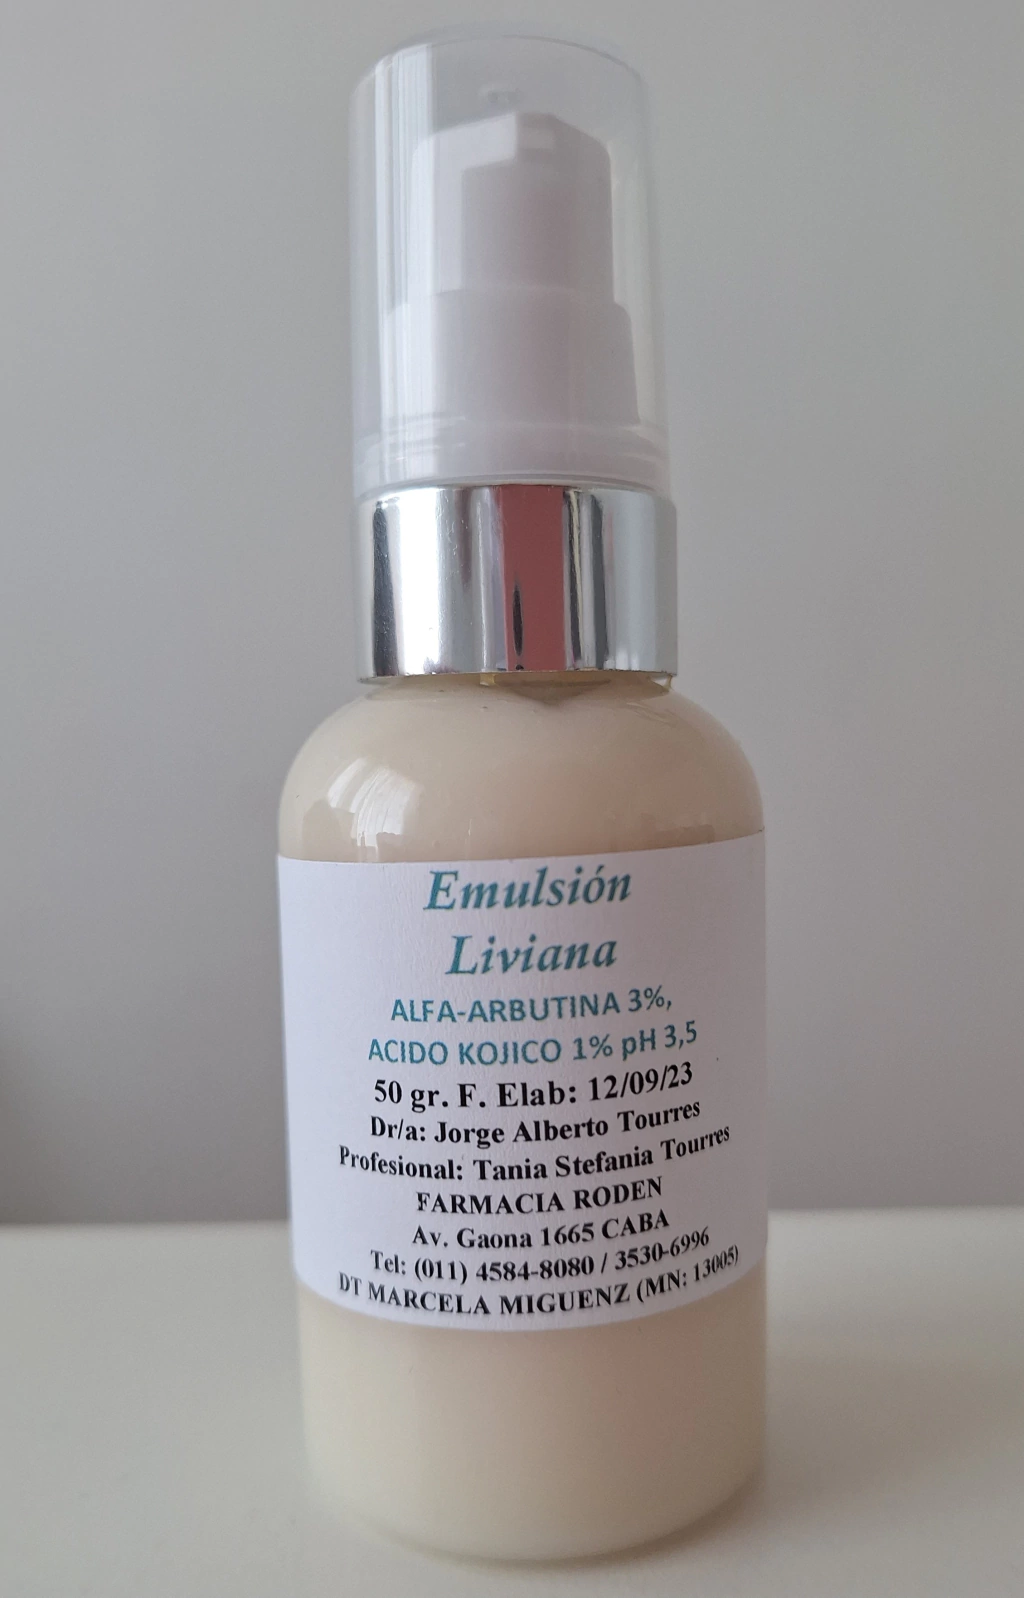 Emulsión
Liviana
ALFA-ARBUTINA 3%,
ACIDO KOJICO 1% pH 3,5
50 gr. F. Elab: 12/09/23
Dr/a: Jorge Alberto Tourres
Profesional: Tania Stefania Tourres
FARMACIA RODEN
Av. Gaona 1665 CABA
Tel: (011) 4584-8080 / 3530-6996
DT MARCELA MIGUENZ (MN: 13005)